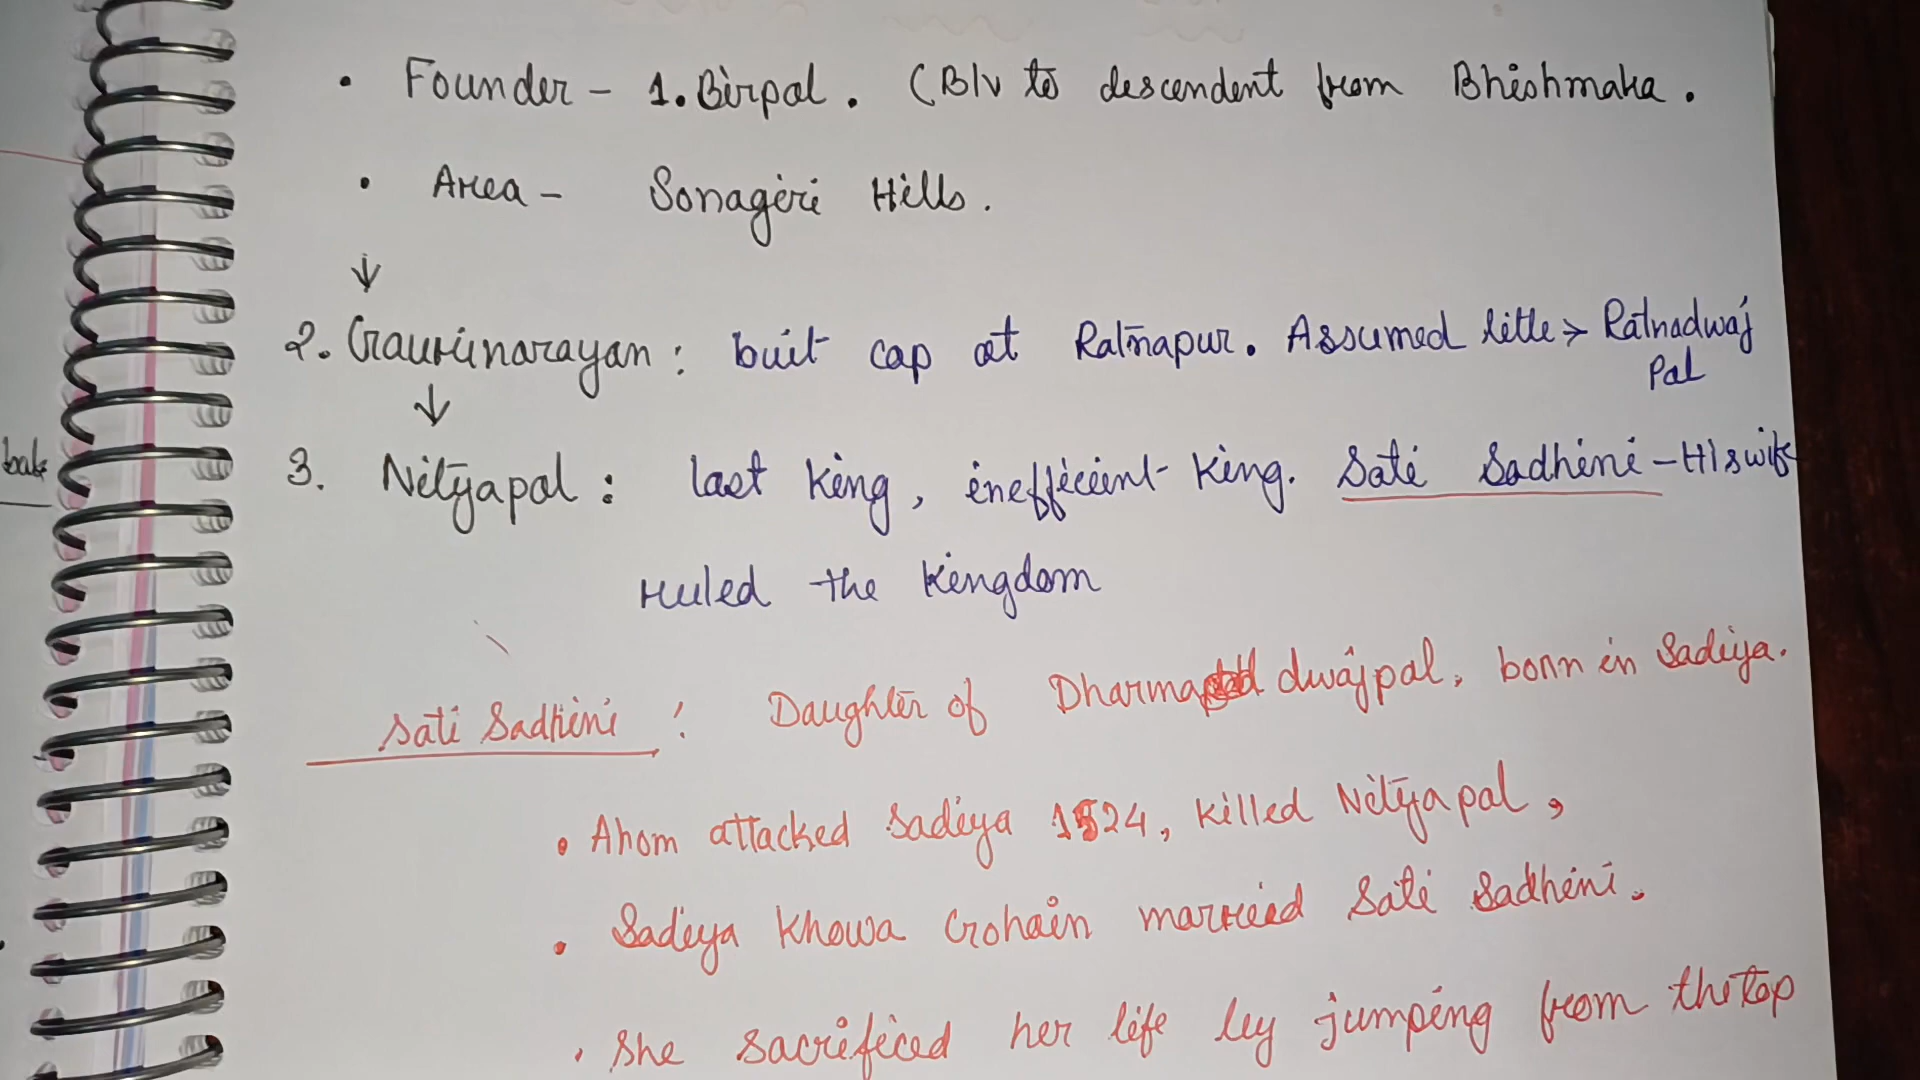 • Founder – 1. Birpal. (Blv to descendent from Bhishmaka.
• Area – Sonagiri Hills.
↓
2. Gaurinarayan : buit cap at Ratnapur. Assumed title > Ratnadwaj
Pal
↓
3. Nityapal : last king, inefficient king. Sati Sadhini – His wife
ruled the kingdom
Sati Sadhini : Daughter of Dharma dwajpal, born in Sadiya.
• Ahom attacked Sadiya 1524, killed Nityapal,
• Sadiya Khowa Gohain married Sati Sadhini.
• She sacrificed her life by jumping from the top